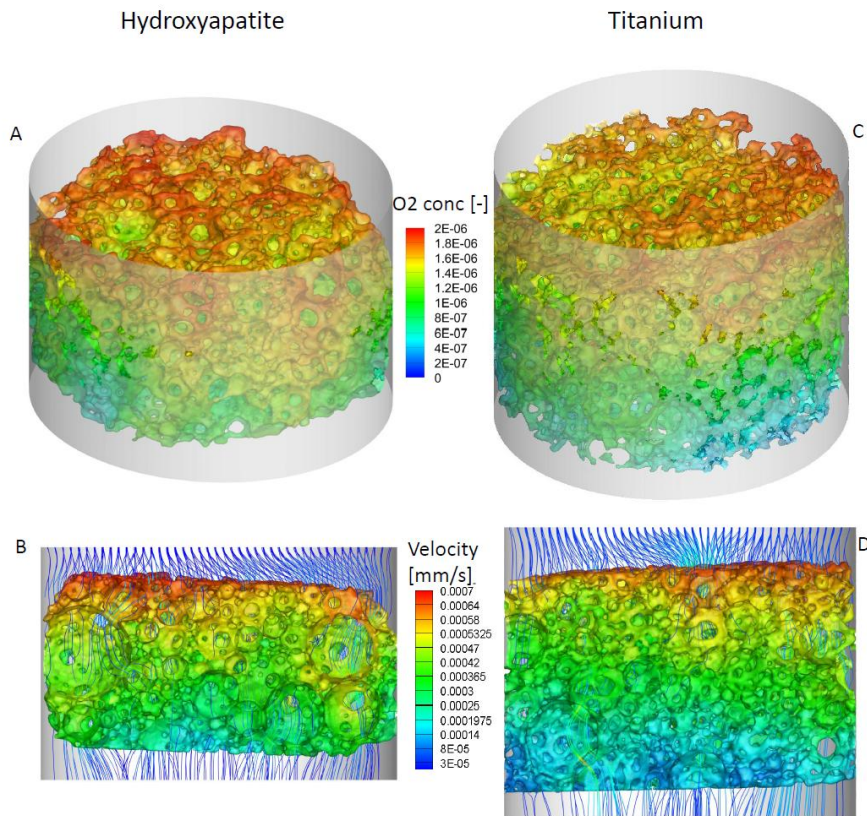 Hydroxyapatite
Titanium
A
C
O2 conc [-]
2E-06
1.8E-06
1.6E-06
1.4E-06
1.2E-06
1E-06
8E-07
6E-07
4E-07
2E-07
0
B
D
Velocity
[mm/s]
0.0007
0.00064
0.00058
0.0005325
0.00047
0.00042
0.000365
0.0003
0.00025
0.0001975
0.00014
8E-05
3E-05